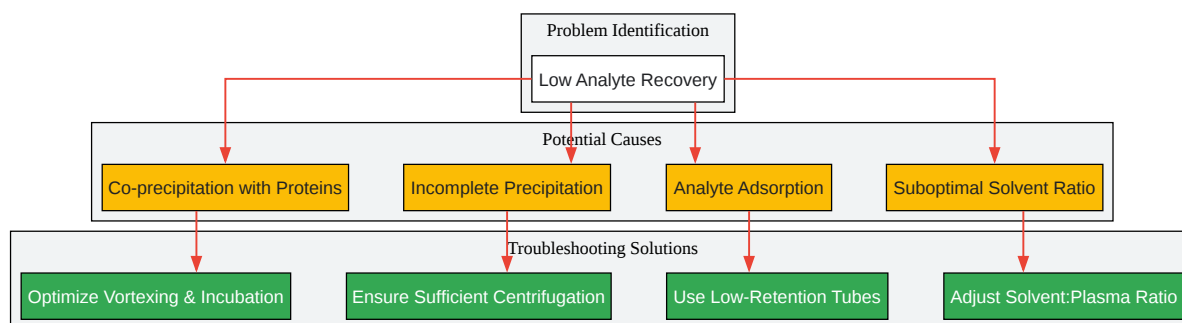 Problem Identification
Low Analyte Recovery
Potential Causes
Co-precipitation with Proteins
Incomplete Precipitation
Analyte Adsorption
Suboptimal Solvent Ratio
Troubleshooting Solutions
Optimize Vortexing & Incubation
Ensure Sufficient Centrifugation
Use Low-Retention Tubes
Adjust Solvent:Plasma Ratio